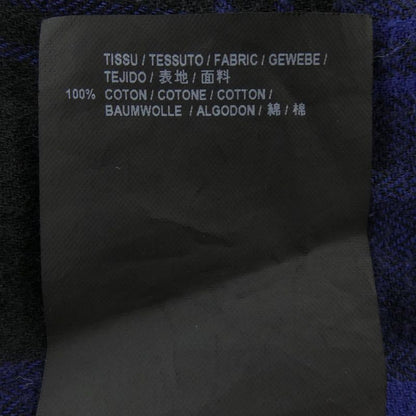 TISSU / TESSUTO / FABRIC / GEWEBE /
TEJIDO / 表地 / 面料
100% COTON / COTONE / COTTON /
BAUMWOLLE / ALGODON / 綿 / 棉